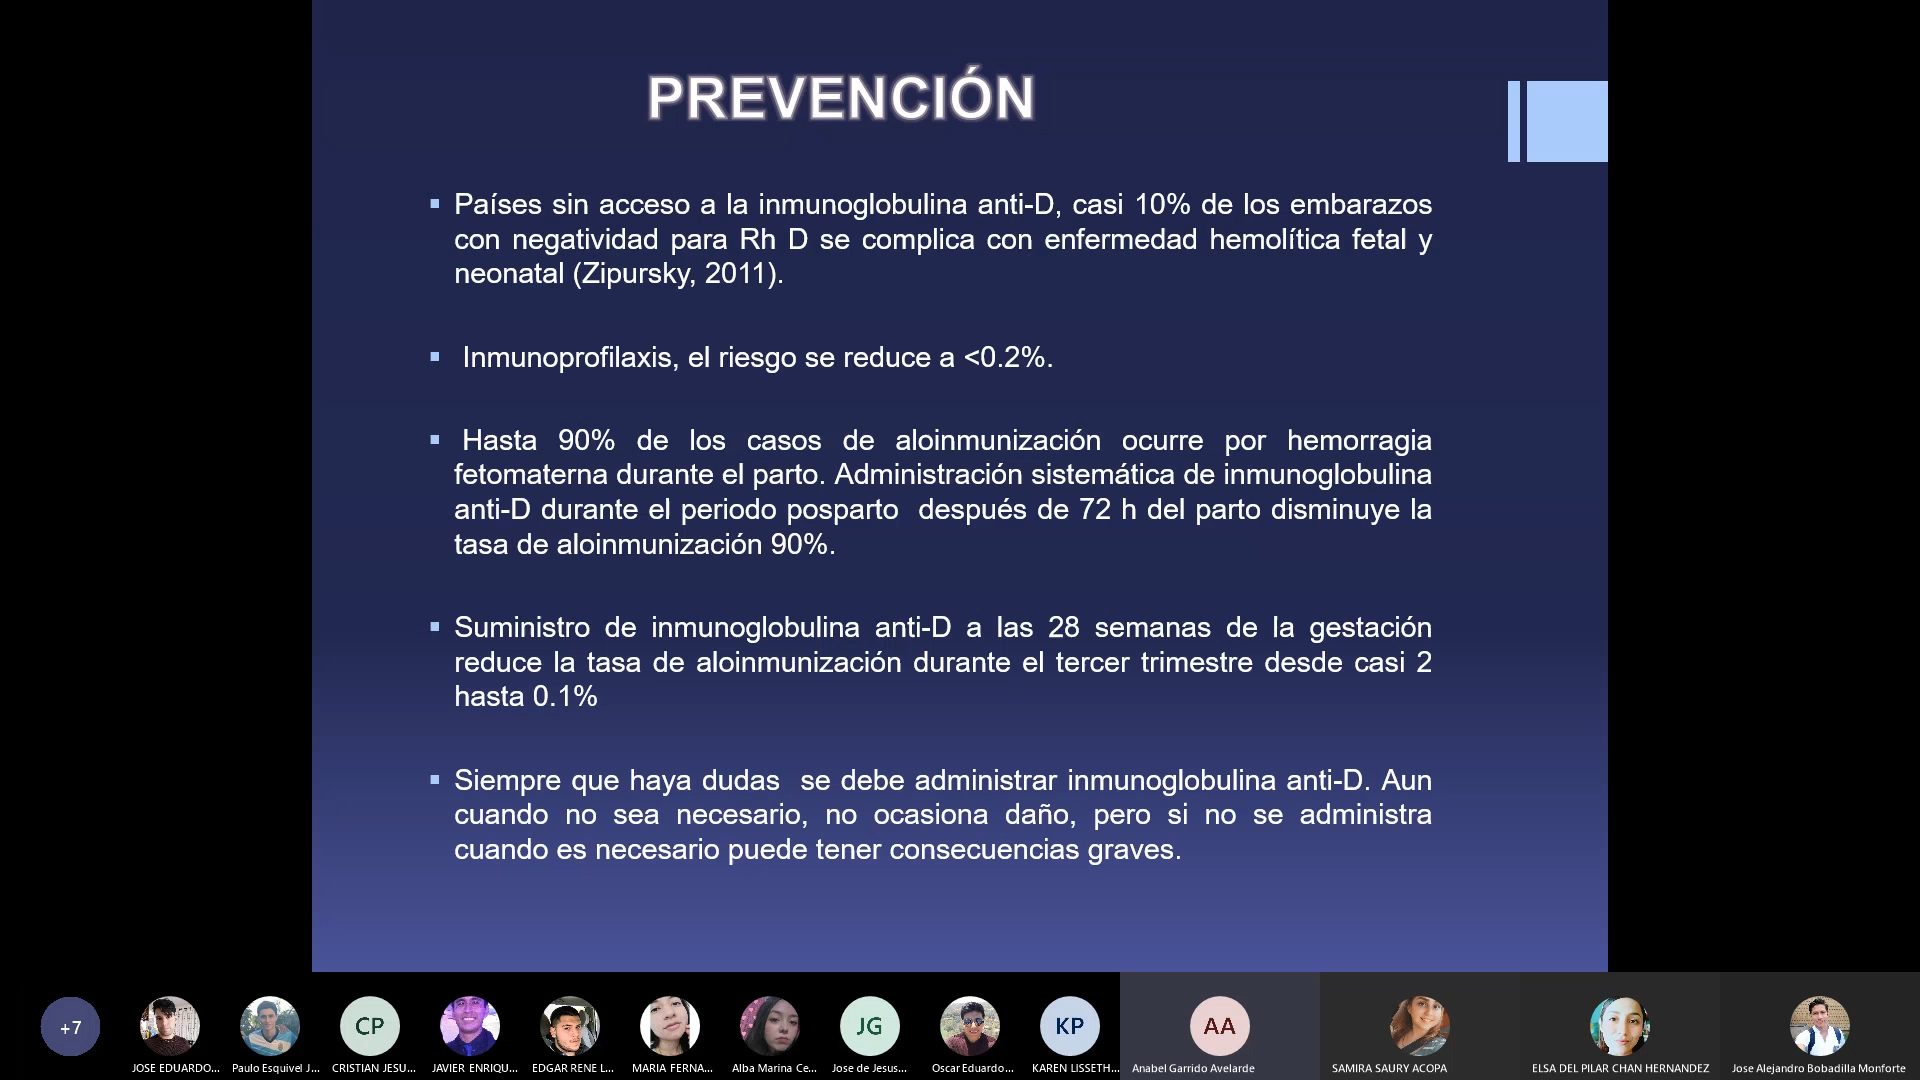 PREVENCIÓN
▪ Países sin acceso a la inmunoglobulina anti-D, casi 10% de los embarazos
con negatividad para Rh D se complica con enfermedad hemolítica fetal y
neonatal (Zipursky, 2011).
▪ Inmunoprofilaxis, el riesgo se reduce a <0.2%.
▪ Hasta 90% de los casos de aloinmunización ocurre por hemorragia
fetomaterna durante el parto. Administración sistemática de inmunoglobulina
anti-D durante el periodo posparto después de 72 h del parto disminuye la
tasa de aloinmunización 90%.
▪ Suministro de inmunoglobulina anti-D a las 28 semanas de la gestación
reduce la tasa de aloinmunización durante el tercer trimestre desde casi 2
hasta 0.1%
▪ Siempre que haya dudas se debe administrar inmunoglobulina anti-D. Aun
cuando no sea necesario, no ocasiona daño, pero si no se administra
cuando es necesario puede tener consecuencias graves.
+7
CP
JG
KP
AA
JOSE EDUARDO...
Paulo Esquivel J...
CRISTIAN JESU...
JAVIER ENRIQU...
EDGAR RENE L...
MARIA FERNA...
Alba Marina Ce...
Jose de Jesus...
Oscar Eduardo...
KAREN LISSETH...
Anabel Garrido Avelarde
SAMIRA SAURY ACOPA
ELSA DEL PILAR CHAN HERNANDEZ
Jose Alejandro Bobadilla Monforte